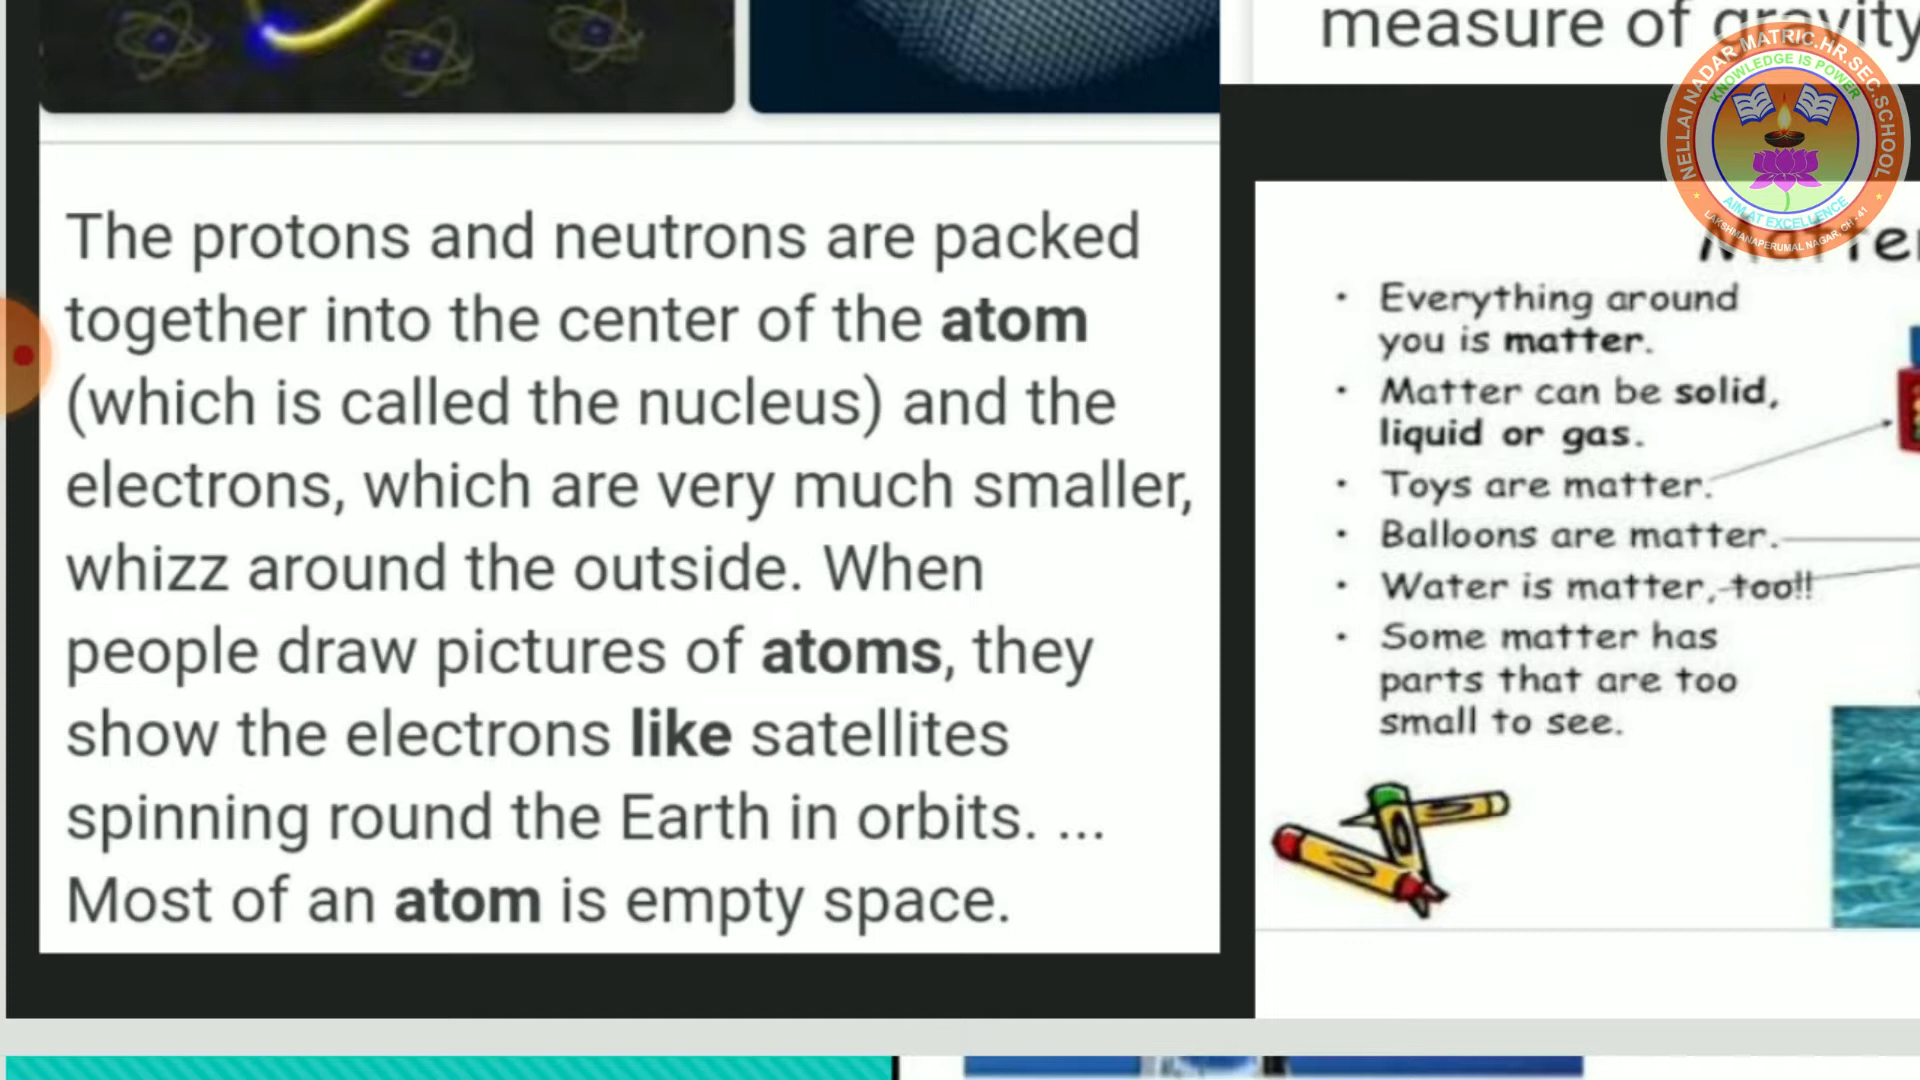 The protons and neutrons are packed
together into the center of the atom
(which is called the nucleus) and the
electrons, which are very much smaller,
whizz around the outside. When
people draw pictures of atoms, they
show the electrons like satellites
spinning round the Earth in orbits. ...
Most of an atom is empty space.
measure of gravity
NELLAI NADAR MATRIC.HR.SEC.SCHOOL
KNOWLEDGE IS POWER
AIM AT EXCELLENCE
LAKSHMANAPERUMAL NAGAR, CH - 41
• Everything around
you is matter.
• Matter can be solid,
liquid or gas.
• Toys are matter.
• Balloons are matter.
• Water is matter, too!!
• Some matter has
parts that are too
small to see.